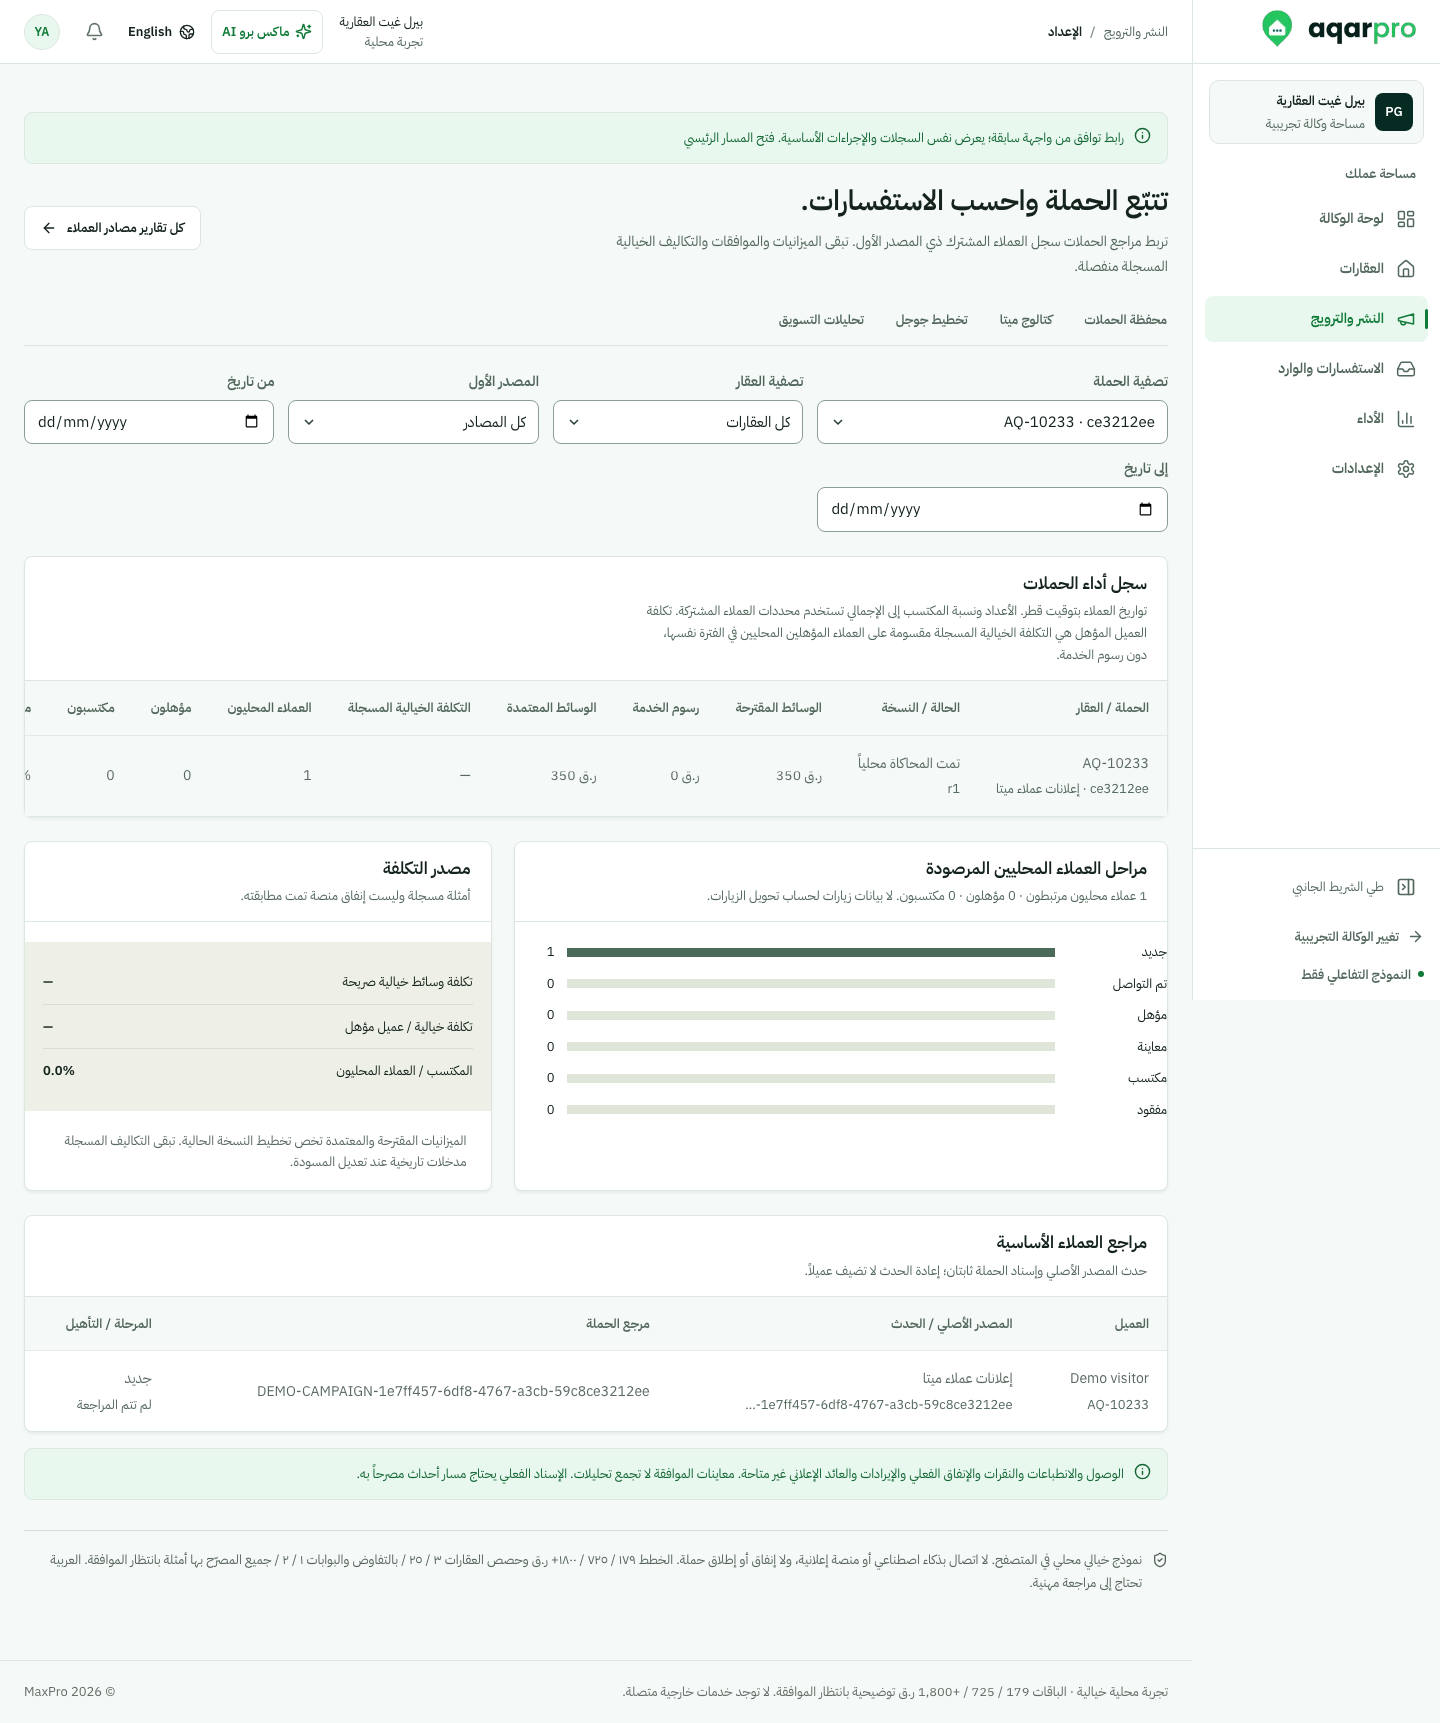 aqarpro
النشر والترويج / الإعداد
بيرل غيت العقارية
تجربة محلية
ماكس برو AI
English
YA
PG
بيرل غيت العقارية
مساحة وكالة تجريبية
مساحة عملك
لوحة الوكالة
العقارات
النشر والترويج
الاستفسارات والوارد
الأداء
الإعدادات
طي الشريط الجانبي
تغيير الوكالة التجريبية
النموذج التفاعلي فقط
رابط توافق من واجهة سابقة؛ يعرض نفس السجلات والإجراءات الأساسية. فتح المسار الرئيسي
تتبّع الحملة واحسب الاستفسارات.
تربط مراجع الحملات سجل العملاء المشترك ذي المصدر الأول. تبقى الميزانيات والموافقات والتكاليف الخيالية
المسجلة منفصلة.
كل تقارير مصادر العملاء
محفظة الحملات
كتالوج ميتا
تخطيط جوجل
تحليلات التسويق
تصفية الحملة
تصفية العقار
المصدر الأول
من تاريخ
AQ-10233 · ce3212ee
كل العقارات
كل المصادر
dd/mm/yyyy
إلى تاريخ
dd/mm/yyyy
سجل أداء الحملات
تواريخ العملاء بتوقيت قطر. الأعداد ونسبة المكتسب إلى الإجمالي تستخدم محددات العملاء المشتركة. تكلفة
العميل المؤهل هي التكلفة الخيالية المسجلة مقسومة على العملاء المؤهلين المحليين في الفترة نفسها،
دون رسوم الخدمة.
الحملة / العقار
الحالة / النسخة
الوسائط المقترحة
رسوم الخدمة
الوسائط المعتمدة
التكلفة الخيالية المسجلة
العملاء المحليون
مؤهلون
مكتسبون
AQ-10233
ce3212ee · إعلانات عملاء ميتا
تمت المحاكاة محلياً
r1
ر.ق 350
ر.ق 0
ر.ق 350
—
1
0
0
%
مراحل العملاء المحليين المرصودة
1 عملاء محليون مرتبطون · 0 مؤهلون · 0 مكتسبون. لا بيانات زيارات لحساب تحويل الزيارات.
جديد 1
تم التواصل 0
مؤهل 0
معاينة 0
مكتسب 0
مفقود 0
مصدر التكلفة
أمثلة مسجلة وليست إنفاق منصة تمت مطابقته.
تكلفة وسائط خيالية صريحة —
تكلفة خيالية / عميل مؤهل —
المكتسب / العملاء المحليون 0.0%
الميزانيات المقترحة والمعتمدة تخص تخطيط النسخة الحالية. تبقى التكاليف المسجلة
مدخلات تاريخية عند تعديل المسودة.
مراجع العملاء الأساسية
حدث المصدر الأصلي وإسناد الحملة ثابتان؛ إعادة الحدث لا تضيف عميلاً.
العميل
المصدر الأصلي / الحدث
مرجع الحملة
المرحلة / التأهيل
Demo visitor
AQ-10233
إعلانات عملاء ميتا
…-1e7ff457-6df8-4767-a3cb-59c8ce3212ee
DEMO-CAMPAIGN-1e7ff457-6df8-4767-a3cb-59c8ce3212ee
جديد
لم تتم المراجعة
الوصول والانطباعات والنقرات والإنفاق الفعلي والإيرادات والعائد الإعلاني غير متاحة. معاينات الموافقة لا تجمع تحليلات. الإسناد الفعلي يحتاج مسار أحداث مصرحاً به.
نموذج خيالي محلي في المتصفح. لا اتصال بذكاء اصطناعي أو منصة إعلانية، ولا إنفاق أو إطلاق حملة. الخطط ١٧٩ / ٧٢٥ / ١٨٠٠+ ر.ق وحصص العقارات ٣ / ٢٥ / بالتفاوض والبوابات ١ / ٢ / جميع المصرّح بها أمثلة بانتظار الموافقة. العربية
تحتاج إلى مراجعة مهنية.
تجربة محلية خيالية · الباقات 179 / 725 / +1,800 ر.ق توضيحية بانتظار الموافقة. لا توجد خدمات خارجية متصلة.
© 2026 MaxPro